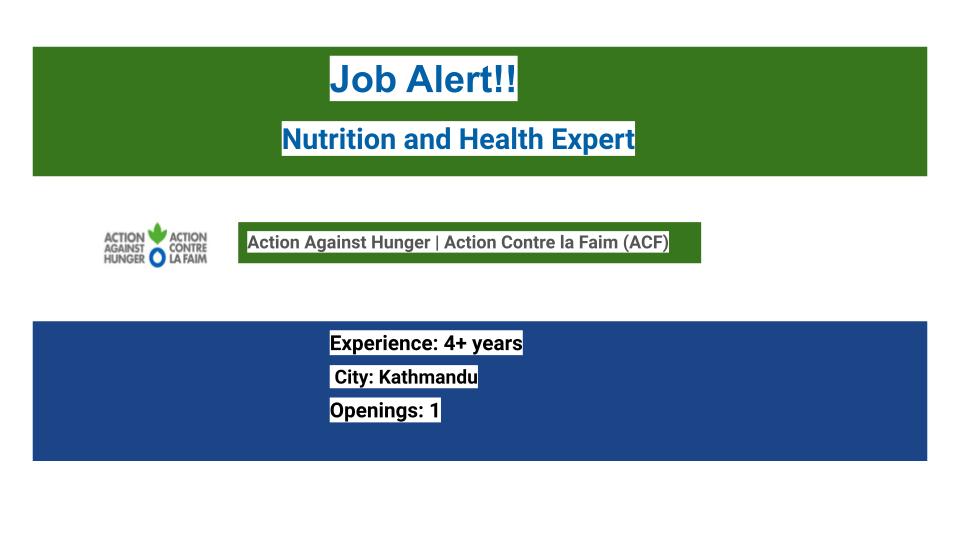 Job Alert!!
Nutrition and Health Expert
ACTION AGAINST HUNGER
ACTION CONTRE LA FAIM
Action Against Hunger | Action Contre la Faim (ACF)
Experience: 4+ years
City: Kathmandu
Openings: 1